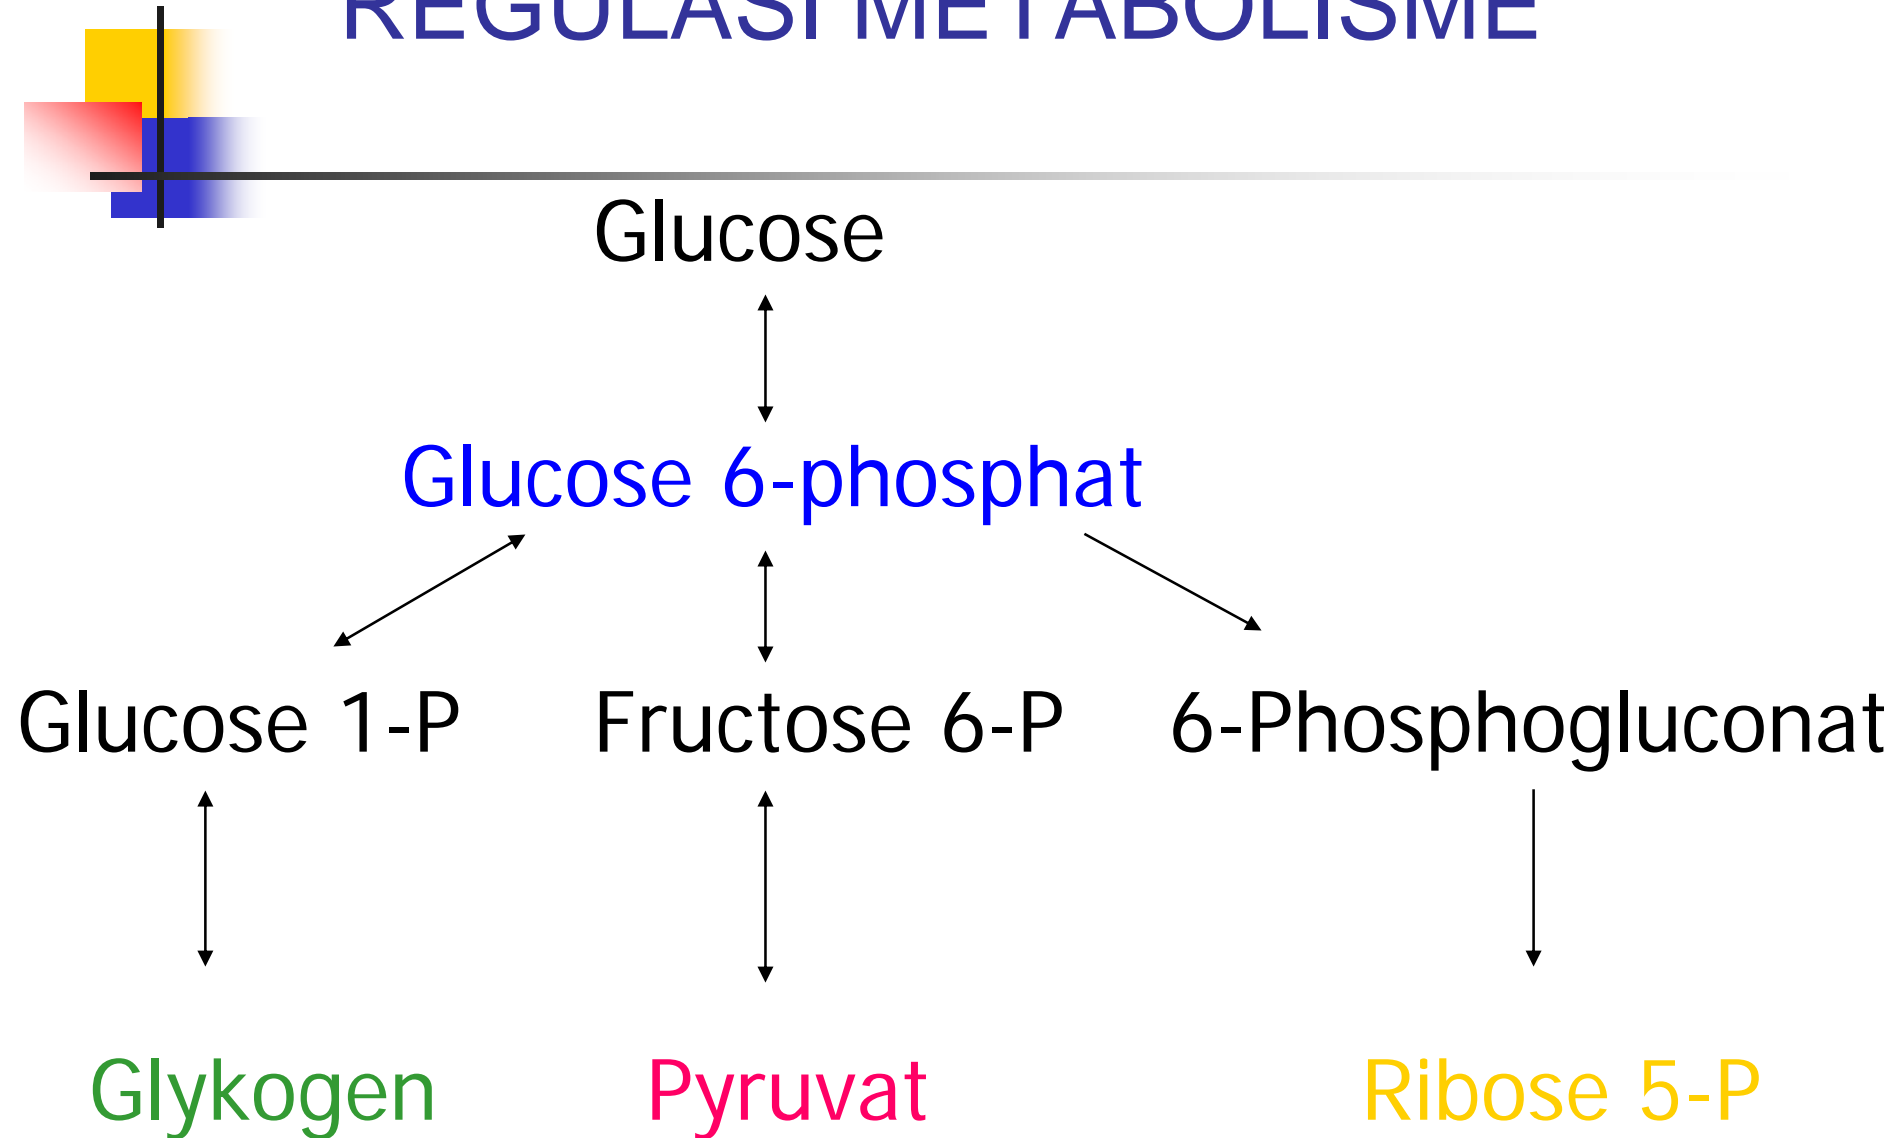 REGULASI METABOLISME
Glucose
Glucose 6-phosphat
Glucose 1-P Fructose 6-P 6-Phosphogluconat
Glykogen Pyruvat Ribose 5-P